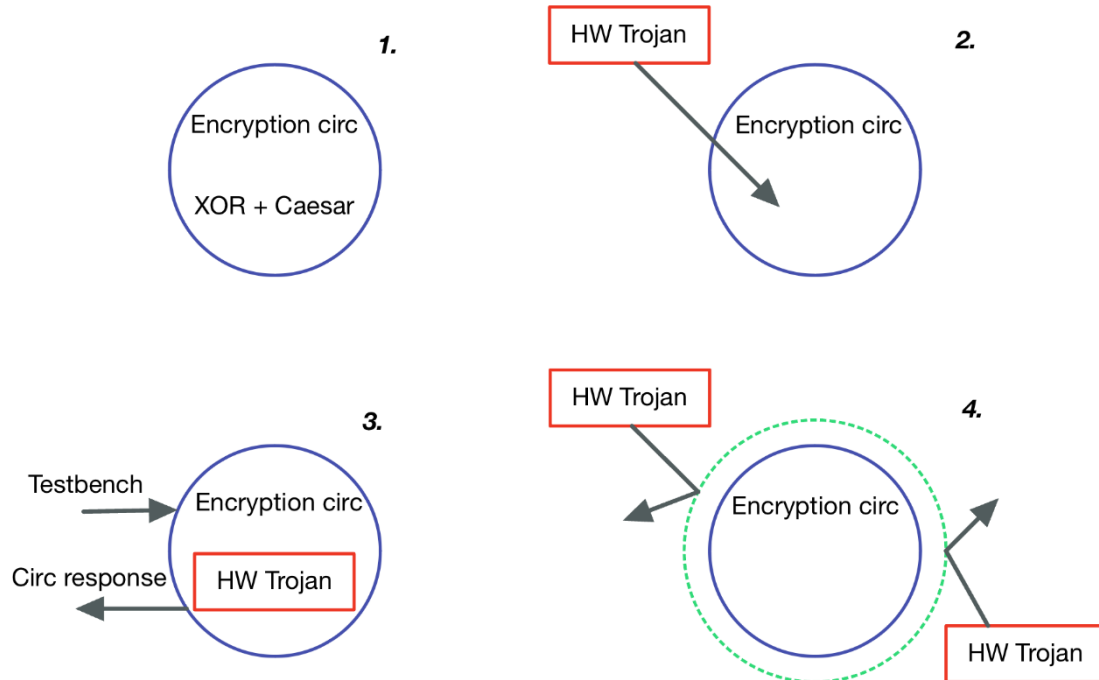 1.
Encryption circ
XOR + Caesar
HW Trojan
2.
Encryption circ
3.
Testbench
Encryption circ
Circ response
HW Trojan
HW Trojan
4.
Encryption circ
HW Trojan